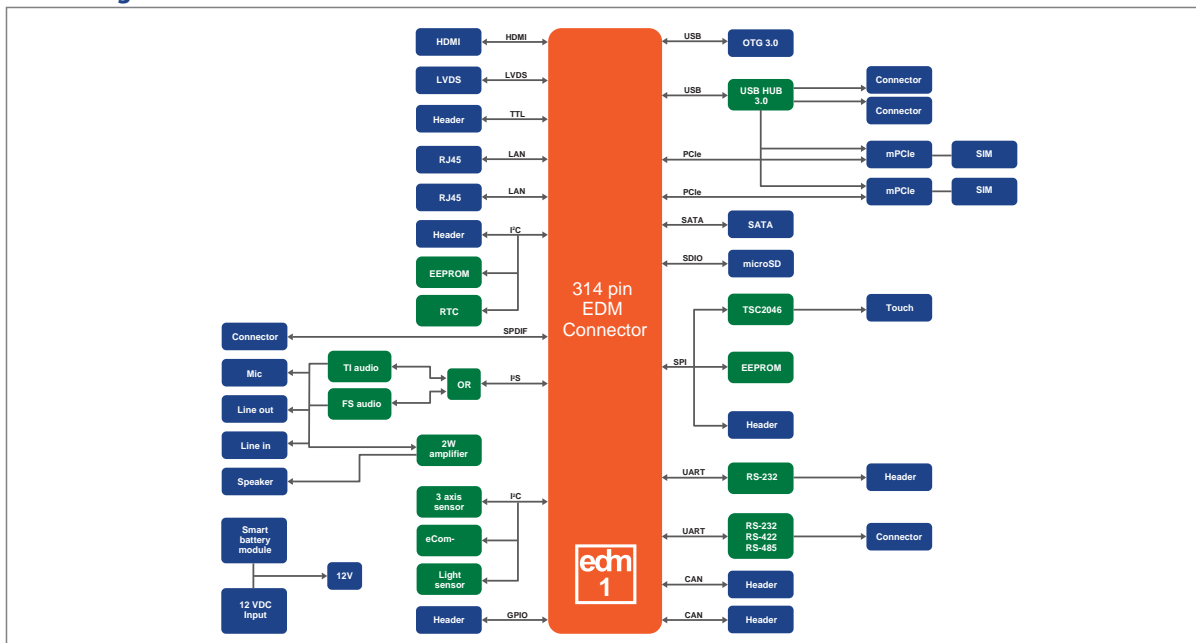 HDMI
HDMI
LVDS
LVDS
Header
TTL
RJ45
LAN
RJ45
LAN
Header
I²C
EEPROM
RTC
Connector
SPDIF
Mic
TI audio
OR
I²S
Line out
FS audio
Line in
2W
amplifier
Speaker
3 axis
sensor
I²C
eCom-
Light
sensor
Smart
battery
module
12V
12 VDC
Input
Header
GPIO
314 pin
EDM
Connector
edm
1
USB
OTG 3.0
USB
USB HUB
3.0
Connector
Connector
PCIe
mPCIe
SIM
PCIe
mPCIe
SIM
SATA
SATA
SDIO
microSD
SPI
TSC2046
Touch
EEPROM
Header
UART
RS-232
Header
UART
RS-232
RS-422
RS-485
Connector
CAN
Header
CAN
Header